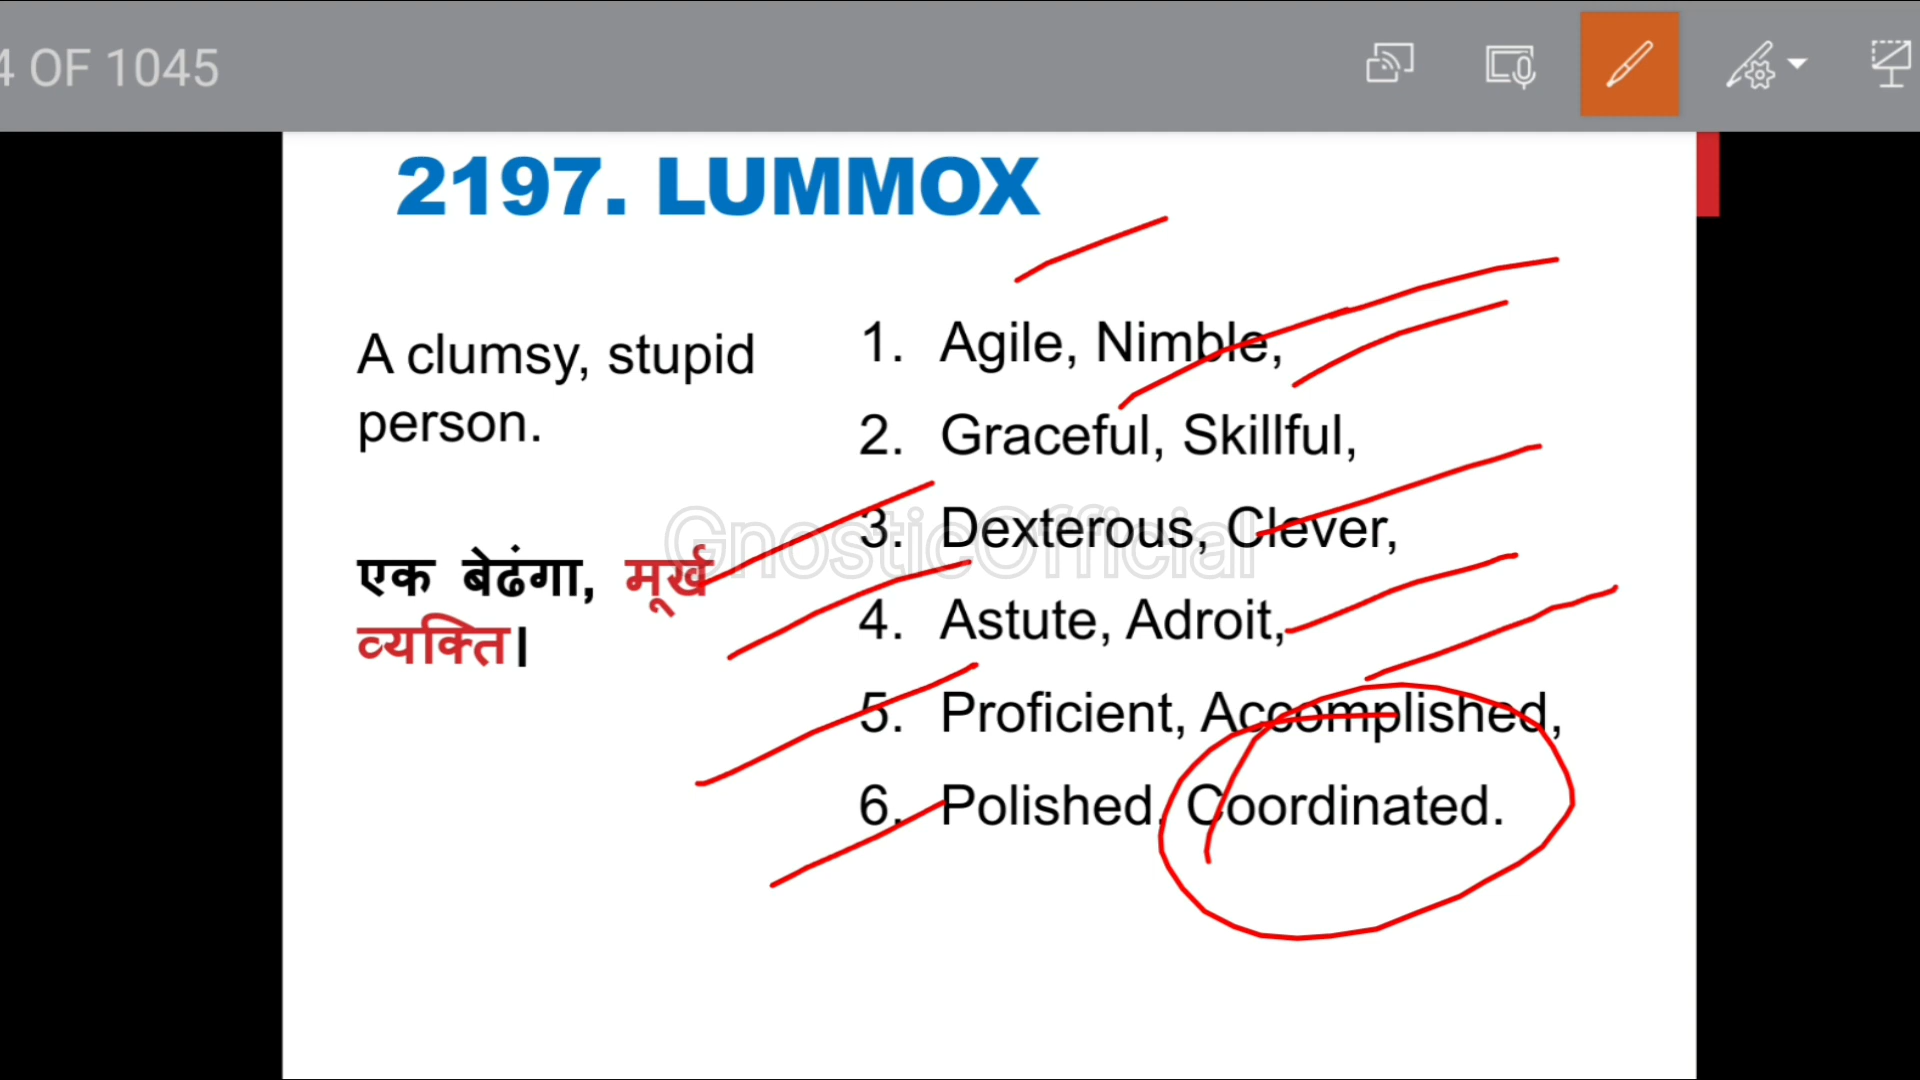 4 OF 1045
2197. LUMMOX
A clumsy, stupid
person.
एक बेढंगा, मूर्ख
व्यक्ति।
1. Agile, Nimble,
2. Graceful, Skillful,
3. Dexterous, Clever,
4. Astute, Adroit,
5. Proficient, Accomplished,
6. Polished, Coordinated.
GnosticOfficial